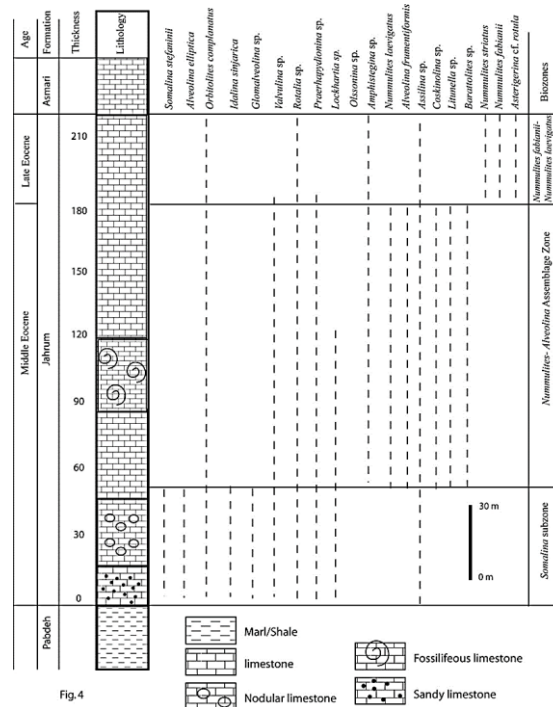 Age
Formation
Thickness
Lithology
Somalina stefaninii
Alveolina elliptica
Orbitolites complanatus
Idalina sinjarica
Glomalveolina sp.
Valvulina sp.
Rotalia sp.
Praerhapydionina sp.
Lockharia sp.
Olssonina sp.
Amphistegina sp.
Nummulites laevigatus
Alveolina framentiformis
Assilina sp.
Coskinolina sp.
Litunella sp.
Baratolites sp.
Nummulites striatus
Nummulites fabianii
Asterigerina cf. rotula
Biozones
Asmari
Late Eocene
Middle Eocene
Jahrum
Pabdeh
210
180
150
120
90
60
30
0
Nummulites fabianii-
Nummulites laevigatus
Nummulites- Alveolina Assemblage Zone
Somalina subzone
30 m
0 m
Marl/Shale
limestone
Nodular limestone
Fossilifeous limestone
Sandy limestone
Fig.4